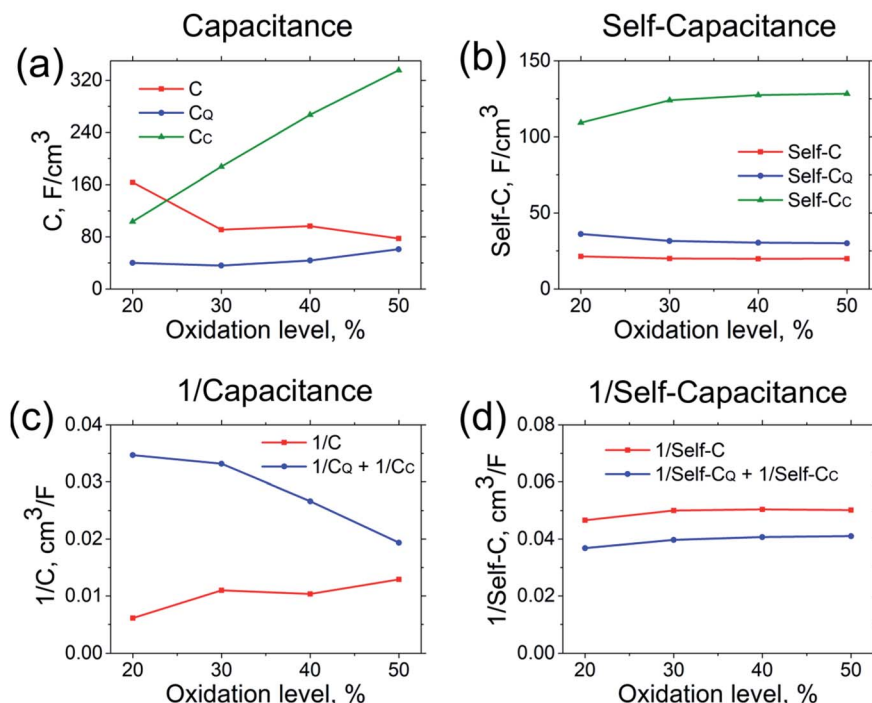 Capacitance
(a)
C, F/cm³
320
240
160
80
0
C
CQ
CC
20 30 40 50
Oxidation level, %
Self-Capacitance
(b)
Self-C, F/cm³
150
100
50
0
Self-C
Self-CQ
Self-CC
20 30 40 50
Oxidation level, %
1/Capacitance
(c)
1/C, cm³/F
0.04
0.03
0.02
0.01
0.00
1/C
1/CQ + 1/CC
20 30 40 50
Oxidation level, %
1/Self-Capacitance
(d)
1/Self-C, cm³/F
0.08
0.06
0.04
0.02
0.00
1/Self-C
1/Self-CQ + 1/Self-CC
20 30 40 50
Oxidation level, %